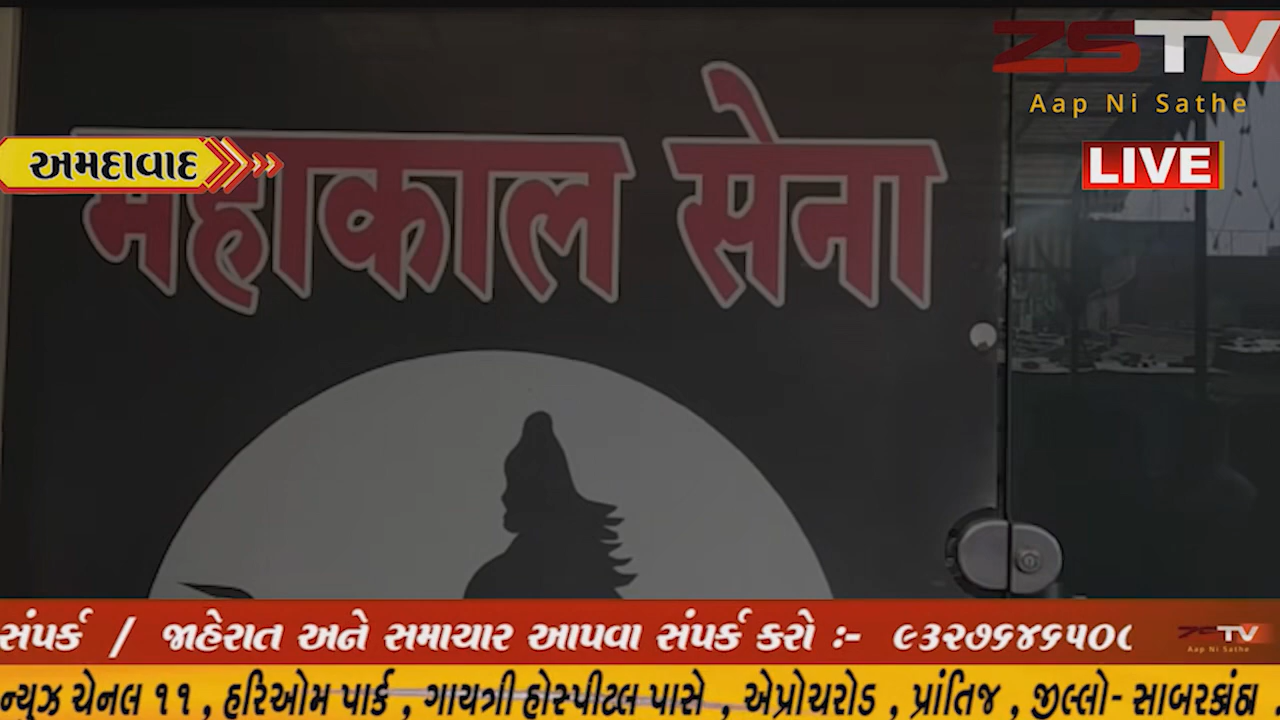 ZSTV
Aap Ni Sathe
LIVE
અમદાવાદ
महाकाल सेना
સંપર્ક / જાહેરાત અને સમાચાર આપવા સંપર્ક કરો :- ૯૩૨૭૬૪૬૫૦૮
ZSTV
Aap Ni Sathe
ન્યુઝ ચેનલ ૧૧ , હરિઓમ પાર્ક , ગાયત્રી હોસ્પીટલ પાસે , એપ્રોચરોડ , પ્રાંતિજ , જીલ્લો- સાબરકાંઠા .